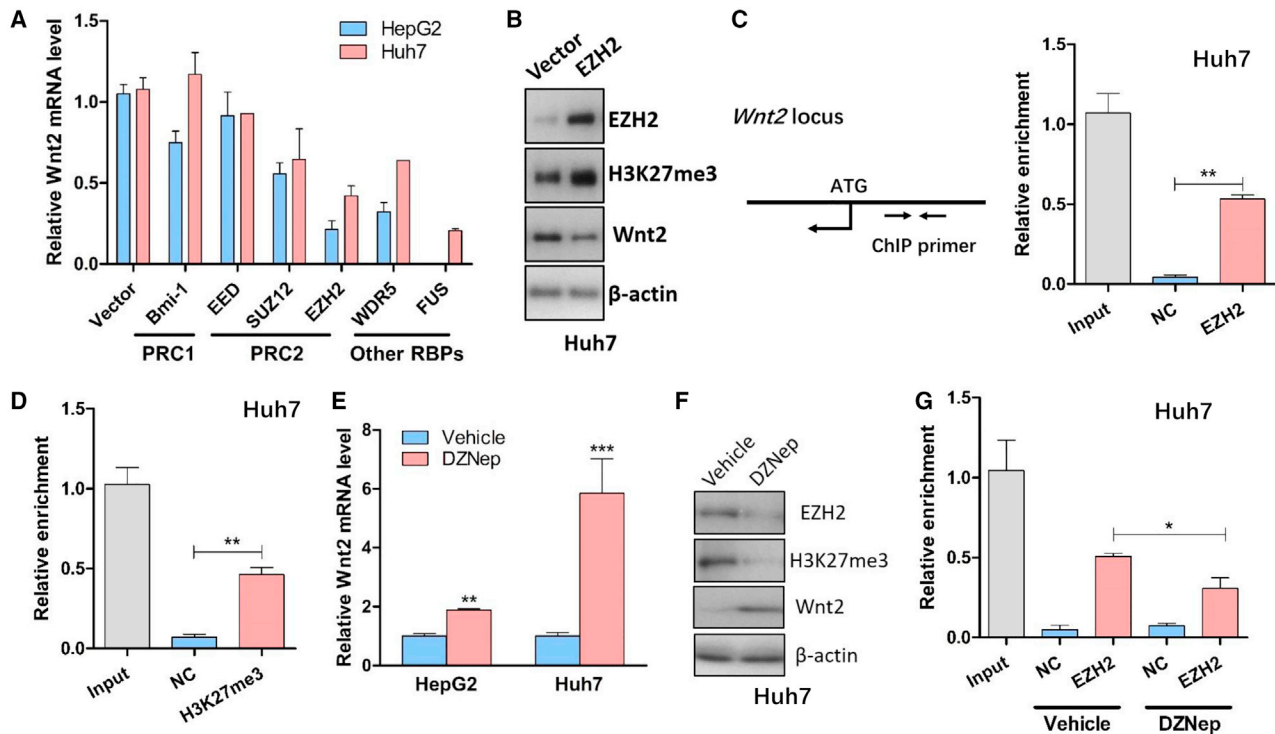 A
Relative Wnt2 mRNA level
1.5
1.0
0.5
0.0
HepG2
Huh7
Vector
Bmi-1
EED
SUZ12
EZH2
WDR5
FUS
PRC1
PRC2
Other RBPs
B
Vector
EZH2
EZH2
H3K27me3
Wnt2
β-actin
Huh7
C
Wnt2 locus
ATG
ChIP primer
Huh7
Relative enrichment
1.5
1.0
0.5
0.0
**
Input
NC
EZH2
D
Huh7
Relative enrichment
1.5
1.0
0.5
0.0
**
Input
NC
H3K27me3
E
Relative Wnt2 mRNA level
8
6
4
2
0
Vehicle
DZNep
**
***
HepG2
Huh7
F
Vehicle
DZNep
EZH2
H3K27me3
Wnt2
β-actin
Huh7
G
Huh7
Relative enrichment
1.5
1.0
0.5
0.0
*
Input
NC
EZH2
NC
EZH2
Vehicle
DZNep